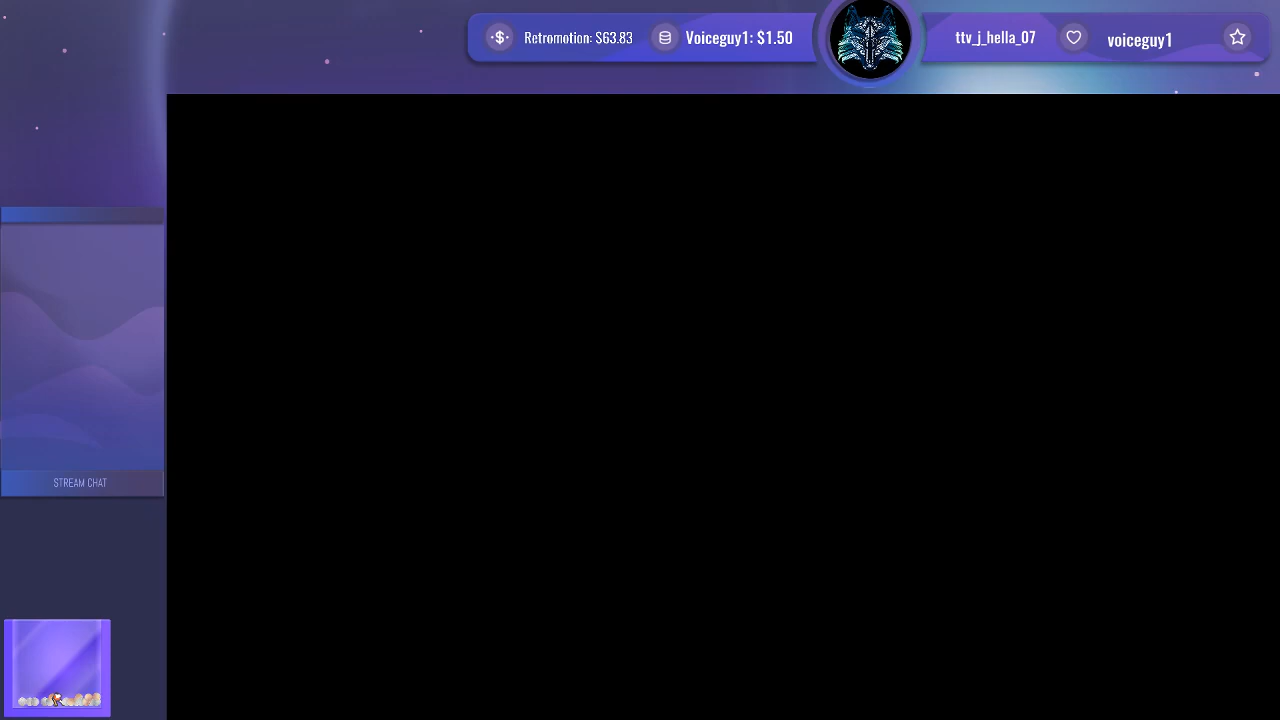 Retromotion: $63.83
Voiceguy1: $1.50
ttv_j_hella_07
voiceguy1
STREAM CHAT